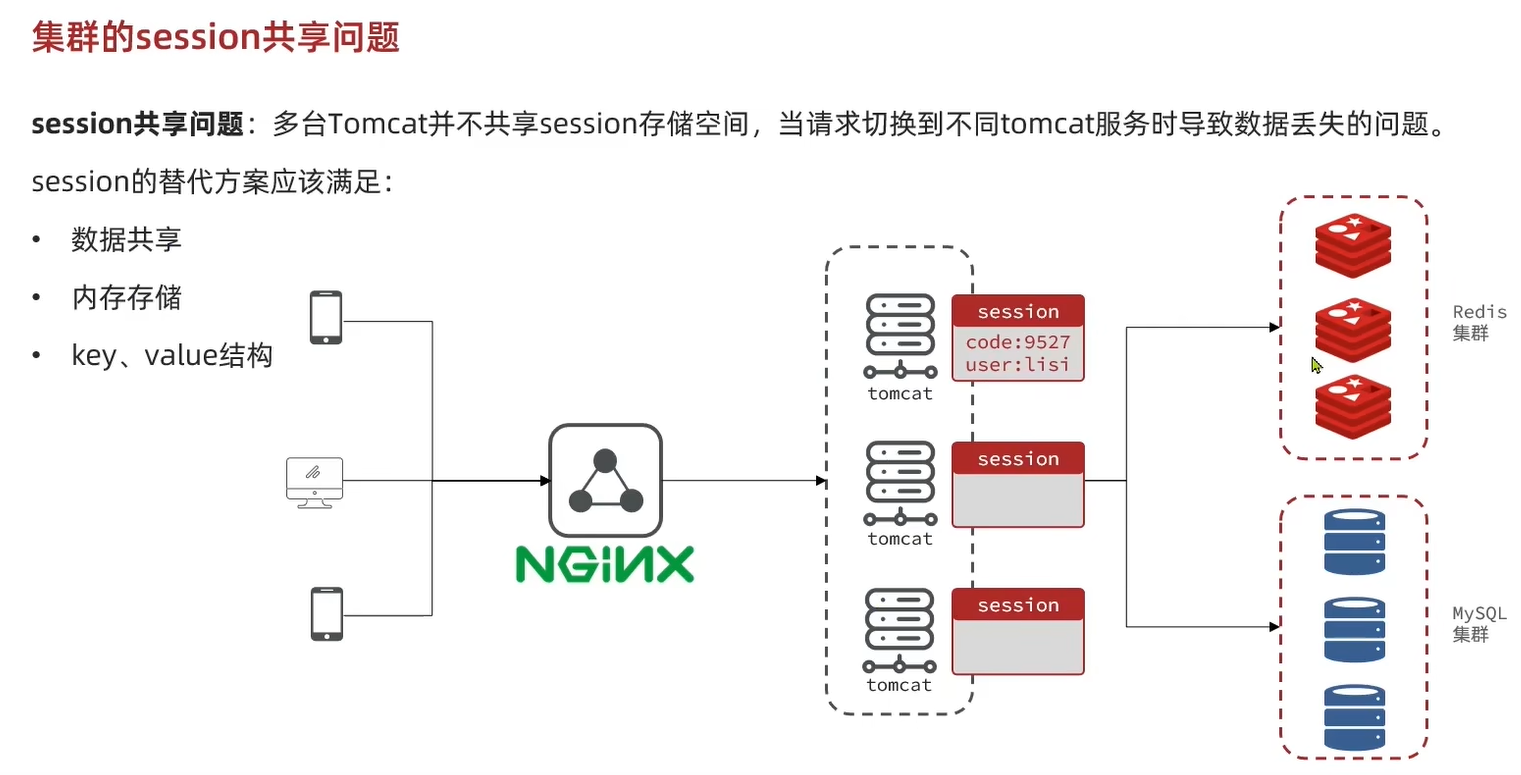 集群的session共享问题
session共享问题：多台Tomcat并不共享session存储空间，当请求切换到不同tomcat服务时导致数据丢失的问题。
session的替代方案应该满足：
• 数据共享
• 内存存储
• key、value结构
NGINX
session
code:9527
user:lisi
tomcat
session
tomcat
session
tomcat
Redis
集群
MySQL
集群